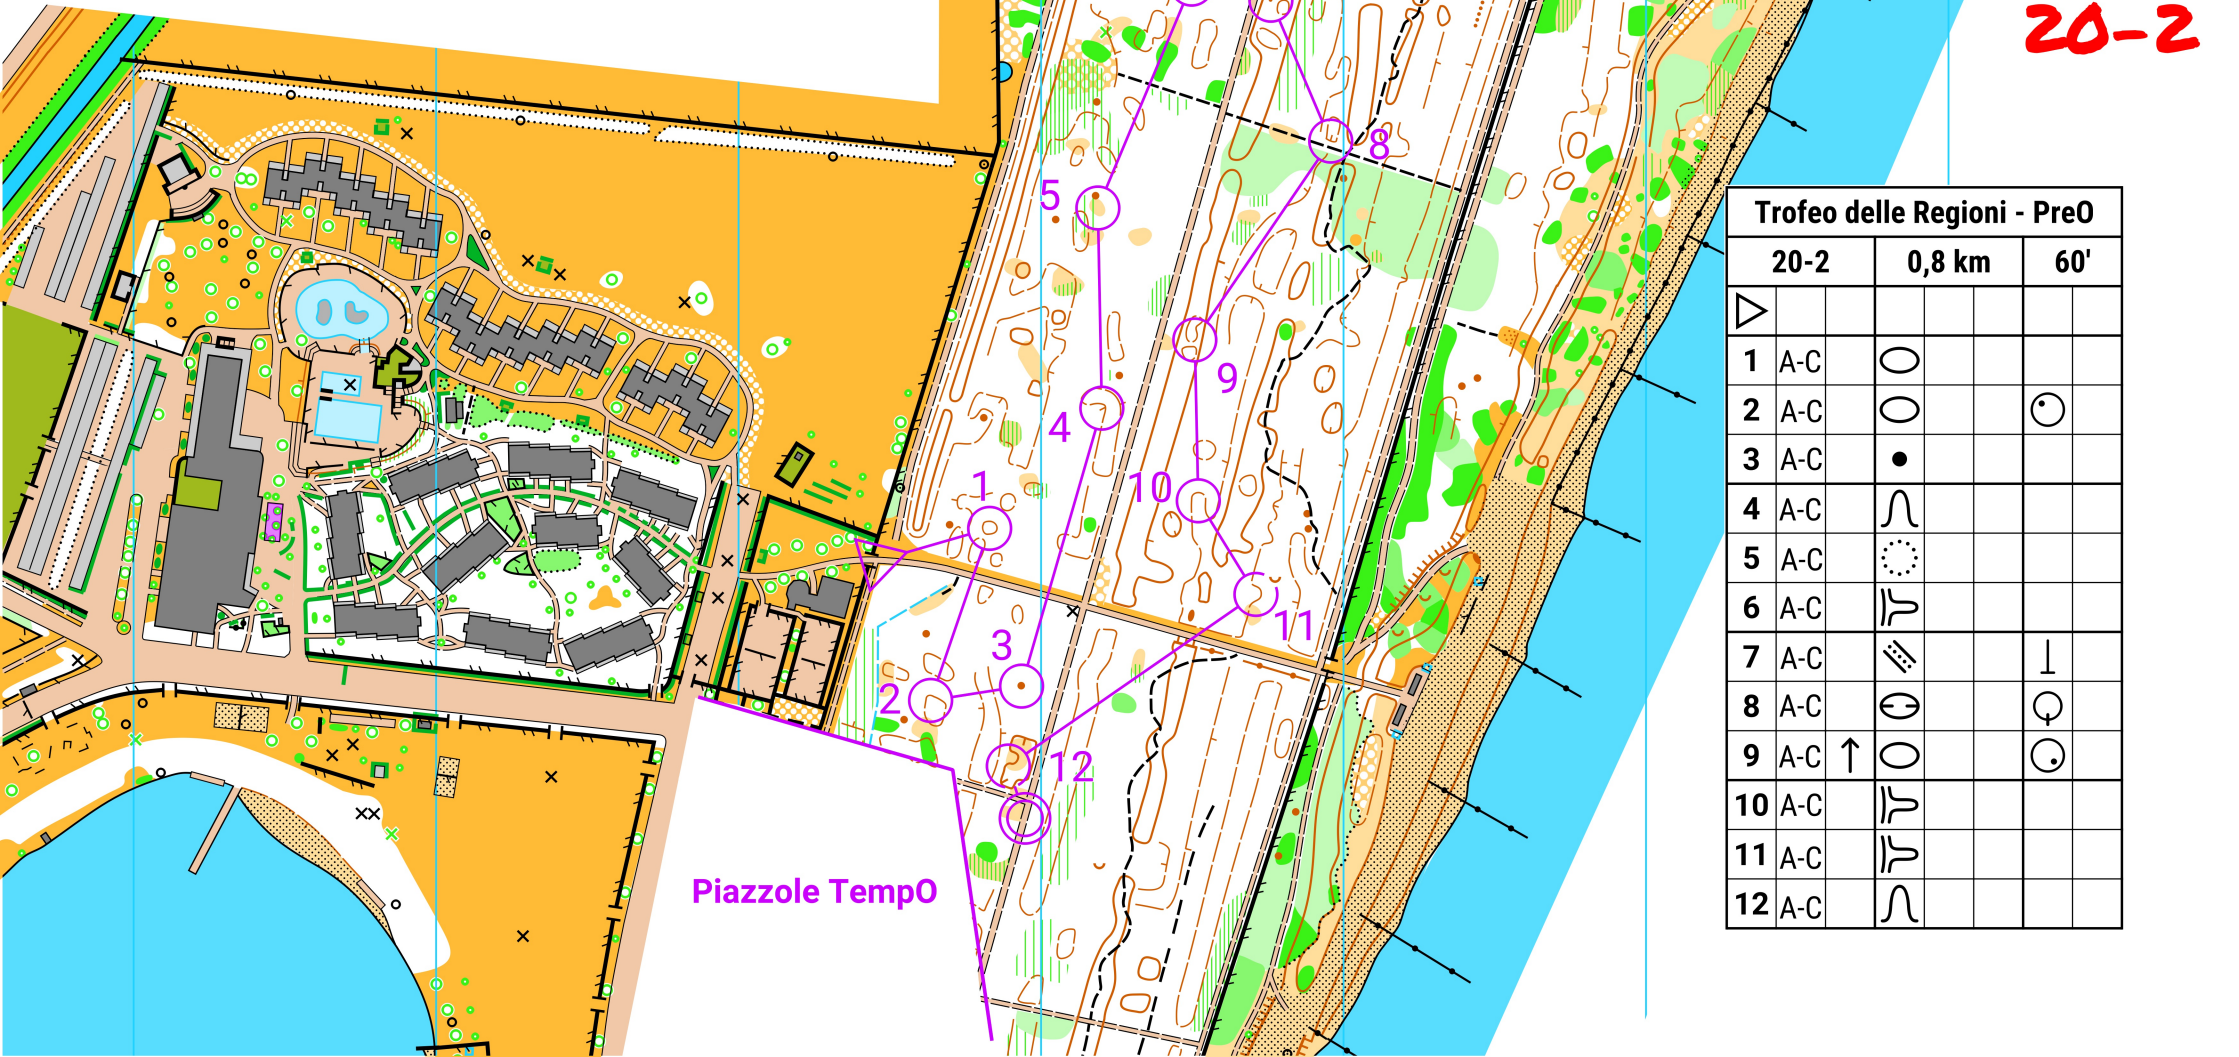 20-2
Trofeo delle Regioni - PreO
20-2 0,8 km 60'
1 A-C
2 A-C
3 A-C
4 A-C
5 A-C
6 A-C
7 A-C
8 A-C
9 A-C
10 A-C
11 A-C
12 A-C
8
5
9
4
10
1
11
3
2
12
Piazzole TempO